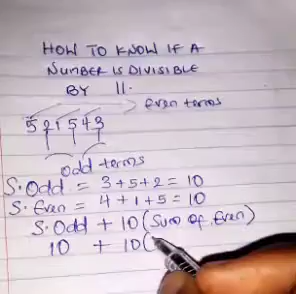 HOW TO KNOW IF A
NUMBER IS DIVISIBLE
BY 11.
Even terms
521543
odd terms
S.Odd = 3+5+2 = 10
S.Even = 4+1+5 = 10
S.Odd + 10(Sum of Even)
10 + 10(